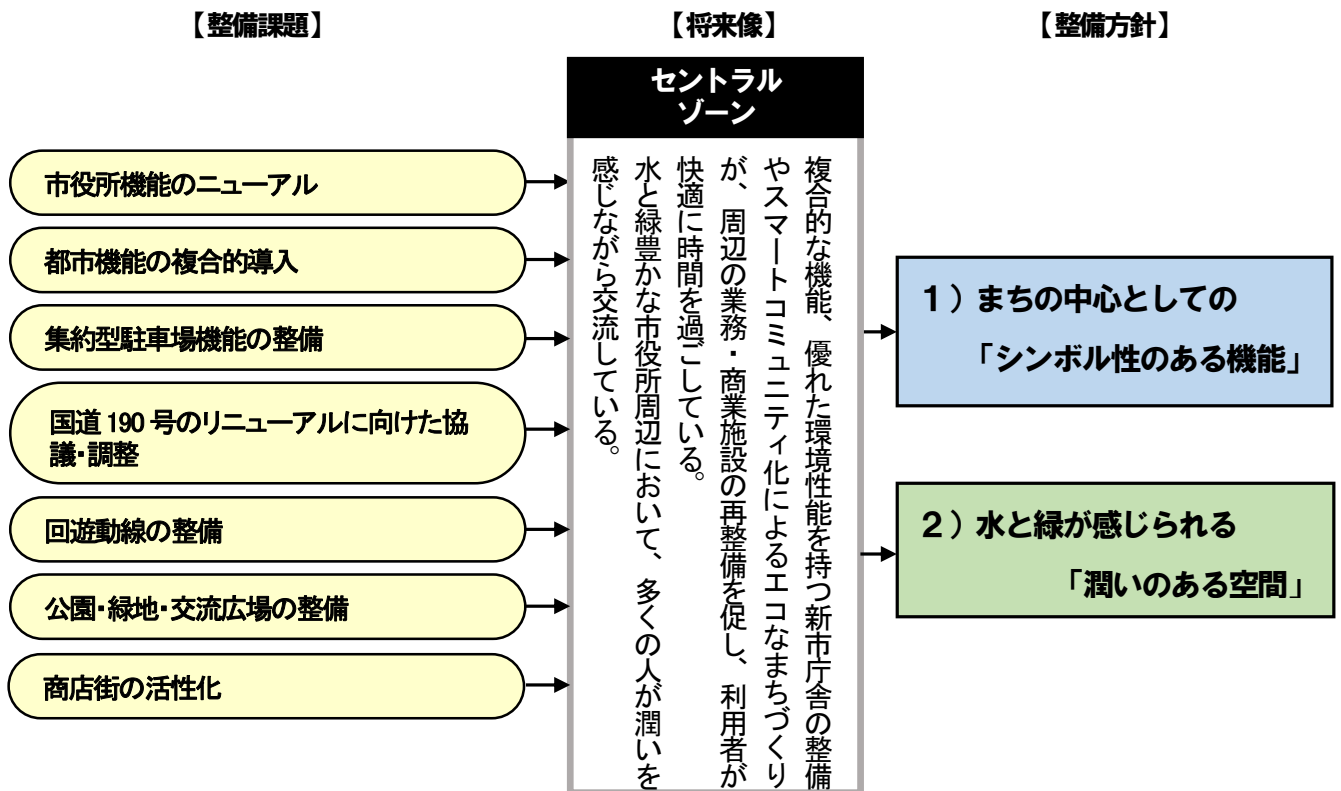 【整備課題】
【将来像】
【整備方針】
市役所機能のニューアル
都市機能の複合的導入
集約型駐車場機能の整備
国道190号のリニューアルに向けた協
議・調整
回遊動線の整備
公園・緑地・交流広場の整備
商店街の活性化
セントラル
ゾーン
複合的な機能、優れた環境性能を持つ新市庁舎の整備
やスマートコミュニティ化によるエコなまちづくり
が、周辺の業務・商業施設の再整備を促し、利用者が
快適に時間を過ごしている。
水と緑豊かな市役所周辺において、多くの人が潤いを
感じながら交流している。
1）まちの中心としての
「シンボル性のある機能」
2）水と緑が感じられる
「潤いのある空間」